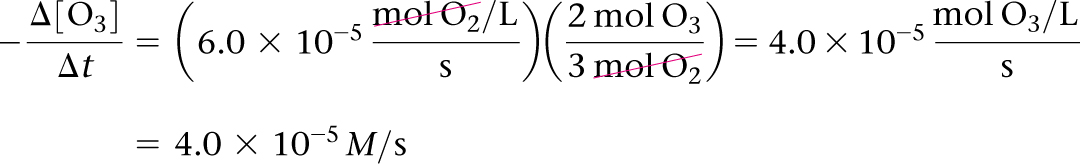 −Δ[O₃]/Δt = (6.0 × 10⁻⁵ (mol O₂/L)/s)(2 mol O₃/3 mol O₂) = 4.0 × 10⁻⁵ (mol O₃/L)/s
= 4.0 × 10⁻⁵ M/s